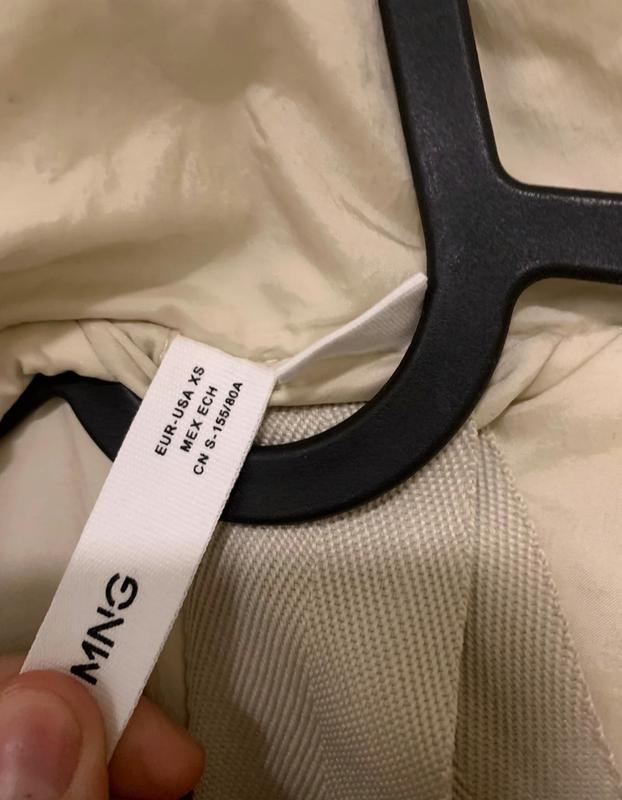 EUR-USA XS
MEX ECH
CN S-155/80A
MNG